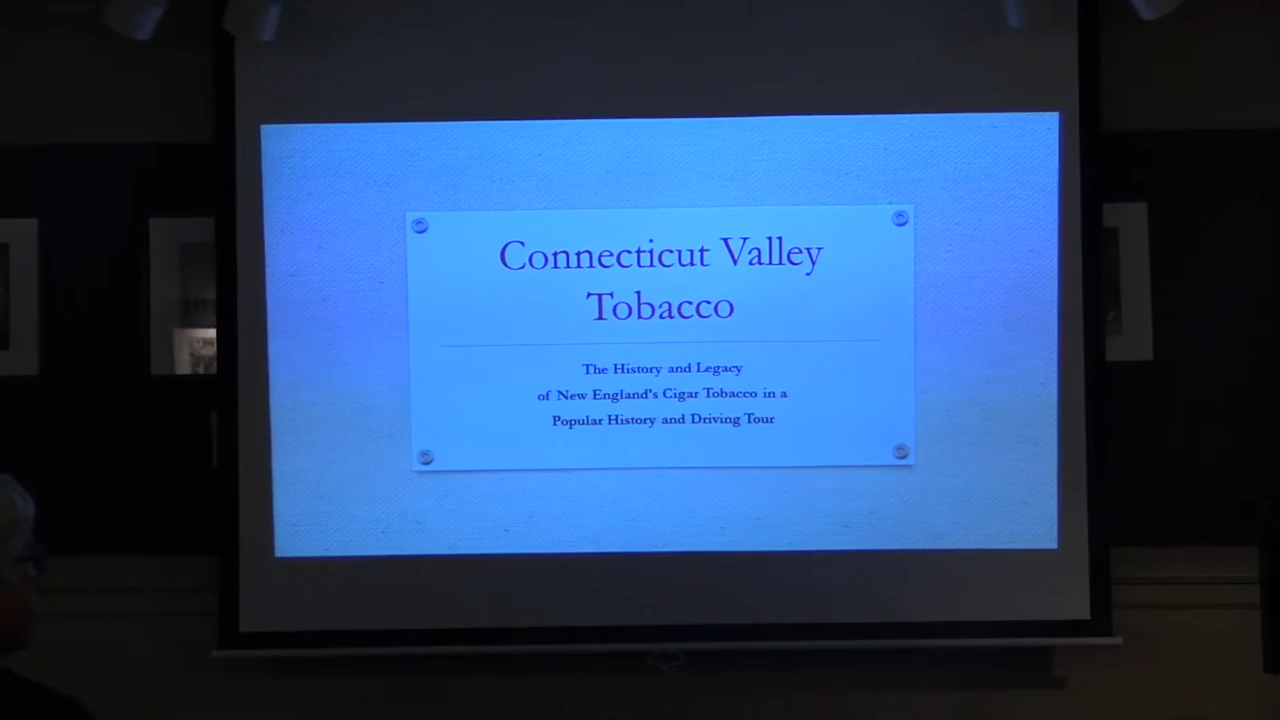 Connecticut Valley
Tobacco
The History and Legacy
of New England's Cigar Tobacco in a
Popular History and Driving Tour